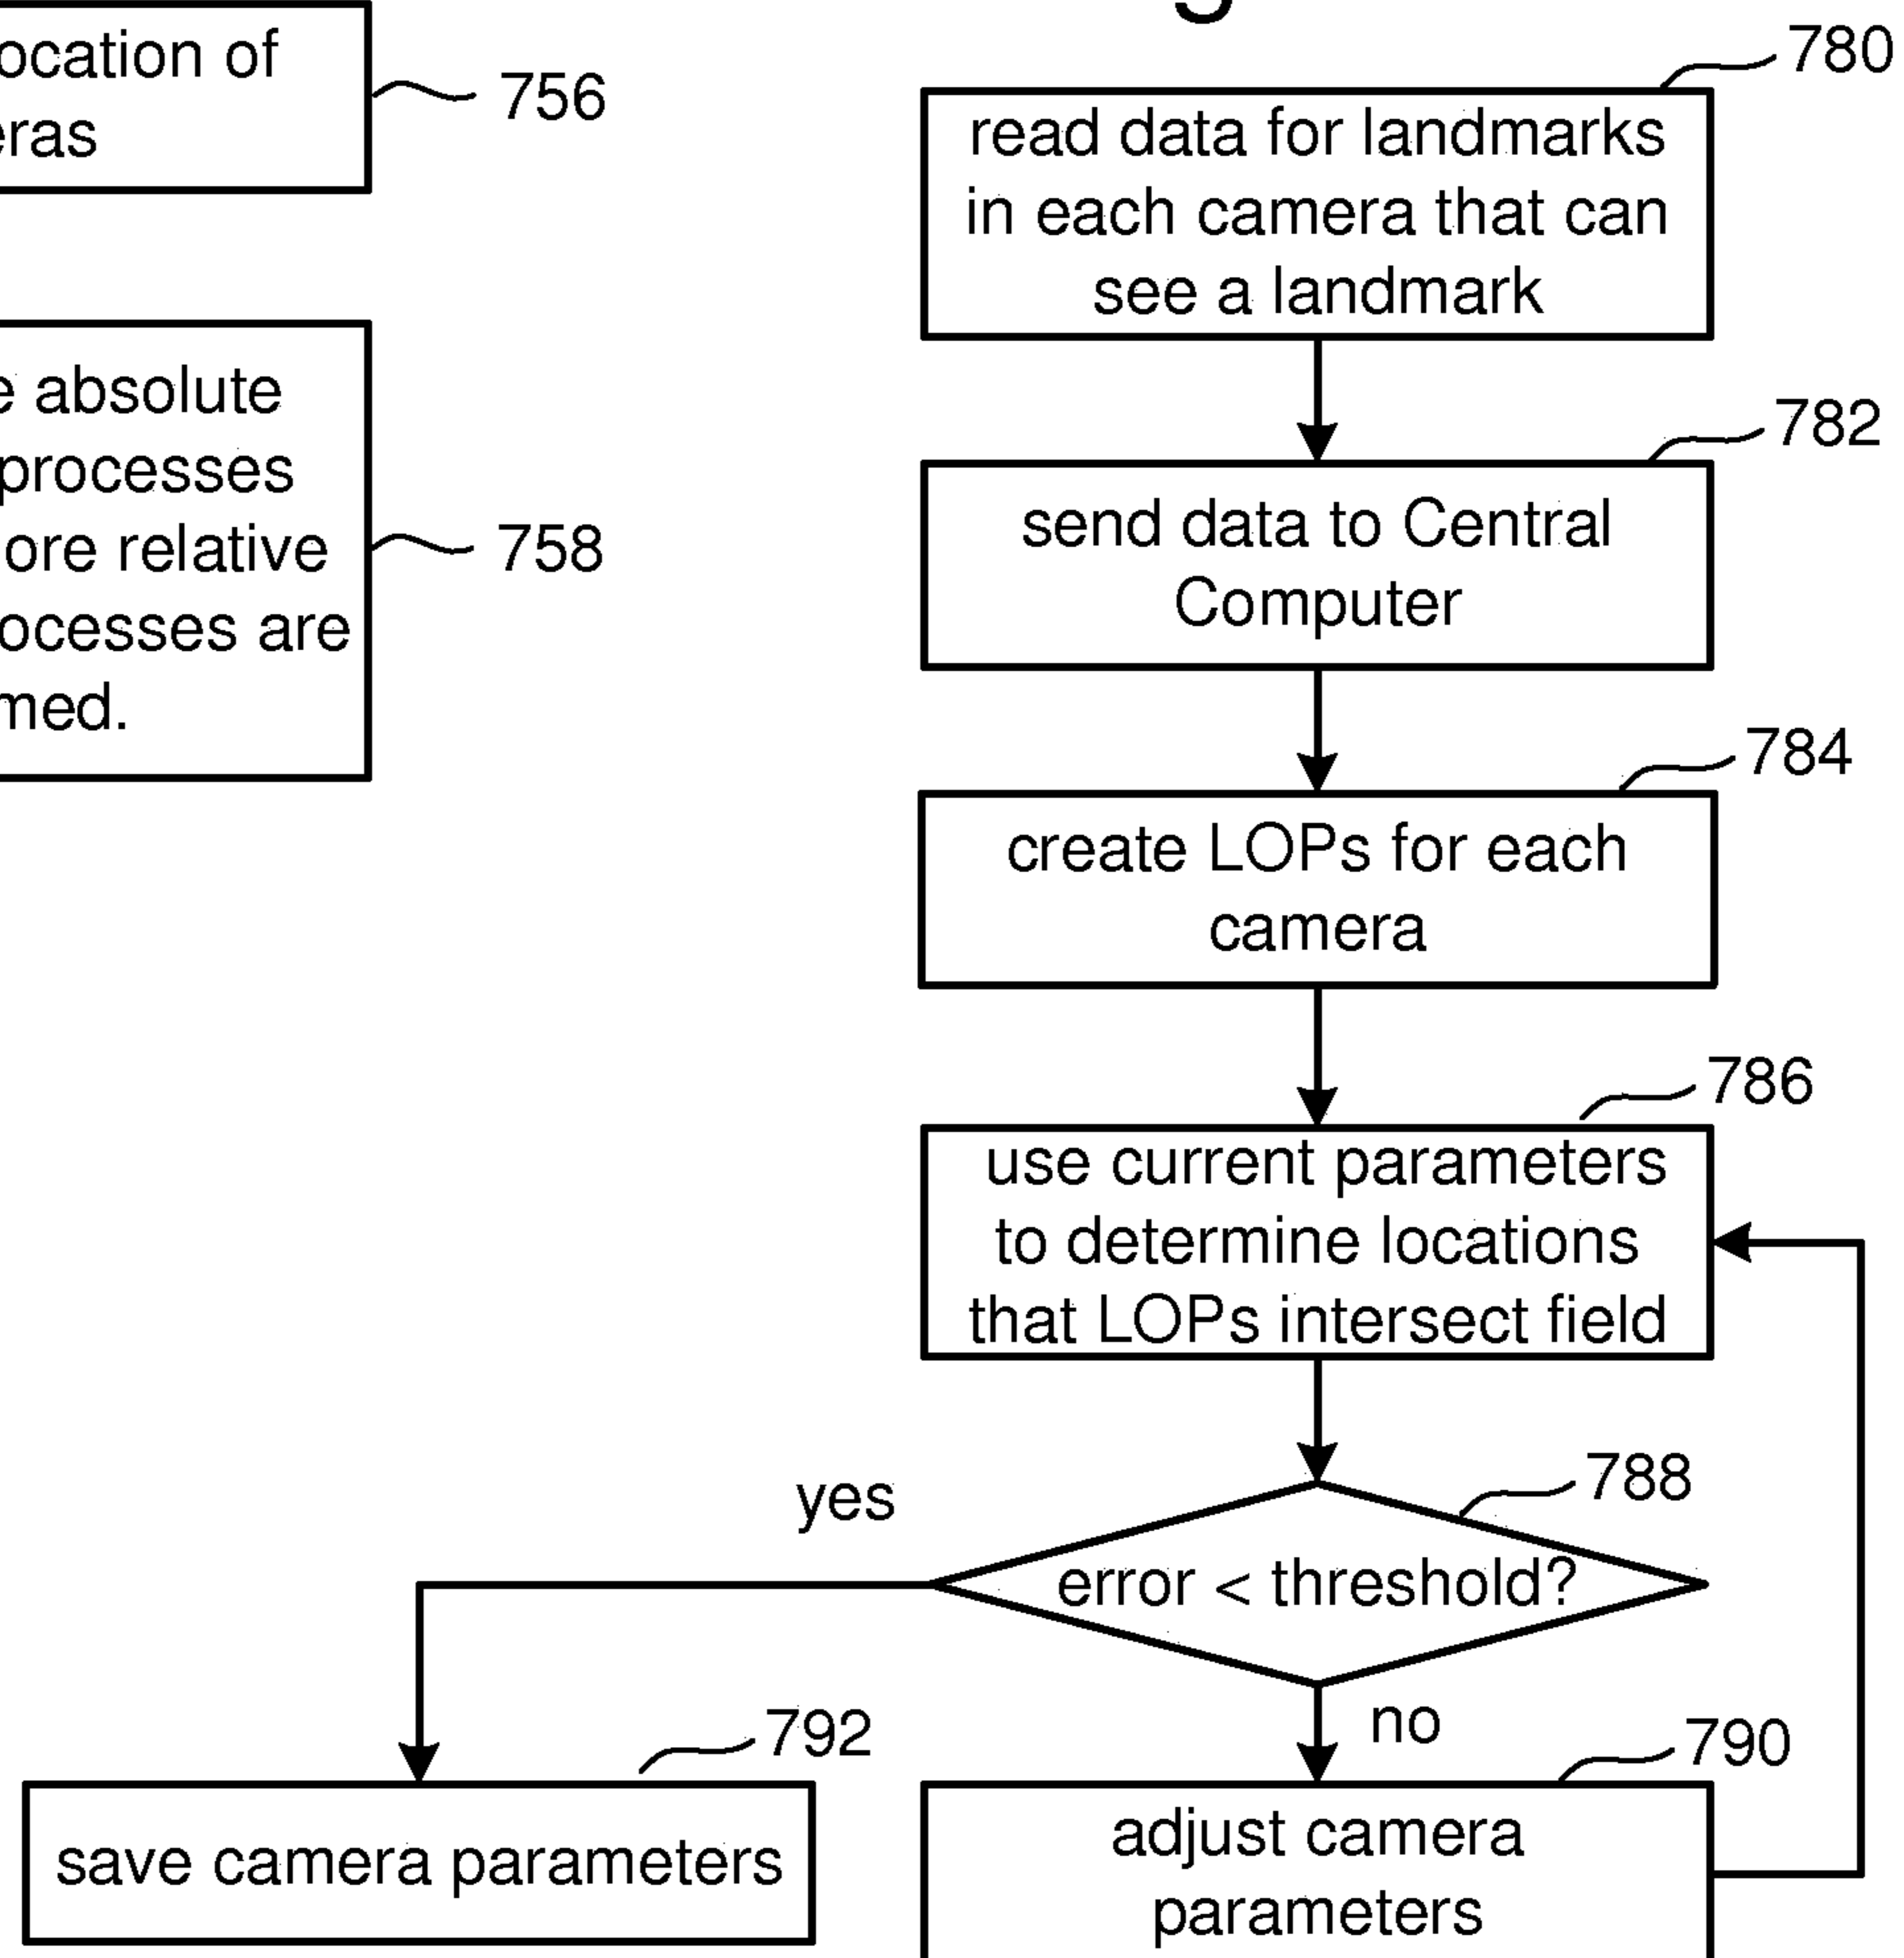 ocation of
eras
756
e absolute
processes
ore relative
ocesses are
med.
758
780
read data for landmarks
in each camera that can
see a landmark
782
send data to Central
Computer
784
create LOPs for each
camera
786
use current parameters
to determine locations
that LOPs intersect field
788
error < threshold?
yes
no
792
save camera parameters
790
adjust camera
parameters